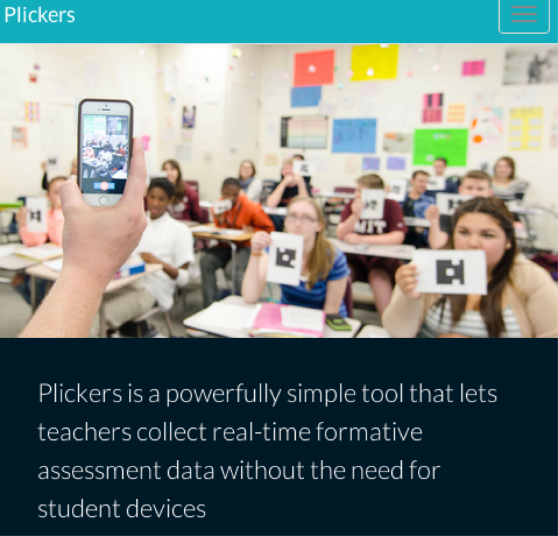 Plickers
MIT
Plickers is a powerfully simple tool that lets
teachers collect real-time formative
assessment data without the need for
student devices